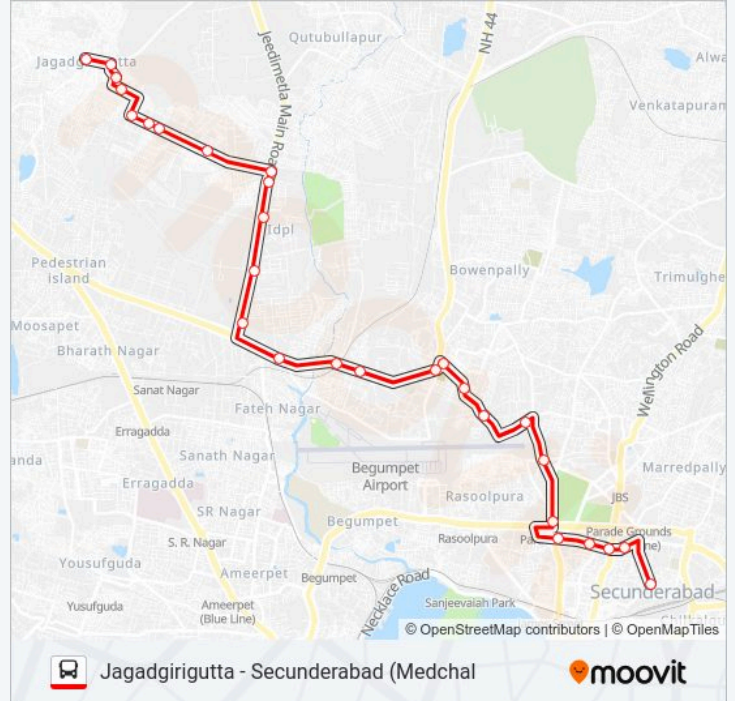 Qutubullapur
NH 44
Jeedimetla Main Road
Alwa
Jagadgirigutta
Venkatapuram
Idpl
Pedestrian
island
Bowenpally
Trimulghe
Moosapet
Bharath Nagar
Wellington Road
Sanat Nagar
Fateh Nagar
Erragadda
Sanath Nagar
anda
Begumpet
Airport
Marredpally
Erragadda
Rasoolpura
JBS
SR Nagar
Begumpet
S. R. Nagar
Rasoolpura
Pa
Parade Grounds
ne)
Yousufguda
Ameerpet
Begumpet
Necklace Road
Secunderabad
Yusufguda
Ameerpet
(Blue Line)
Sanjeevaiah Park
© OpenStreetMap contributors | © OpenMapTiles
Jagadgirigutta - Secunderabad (Medchal
moovit